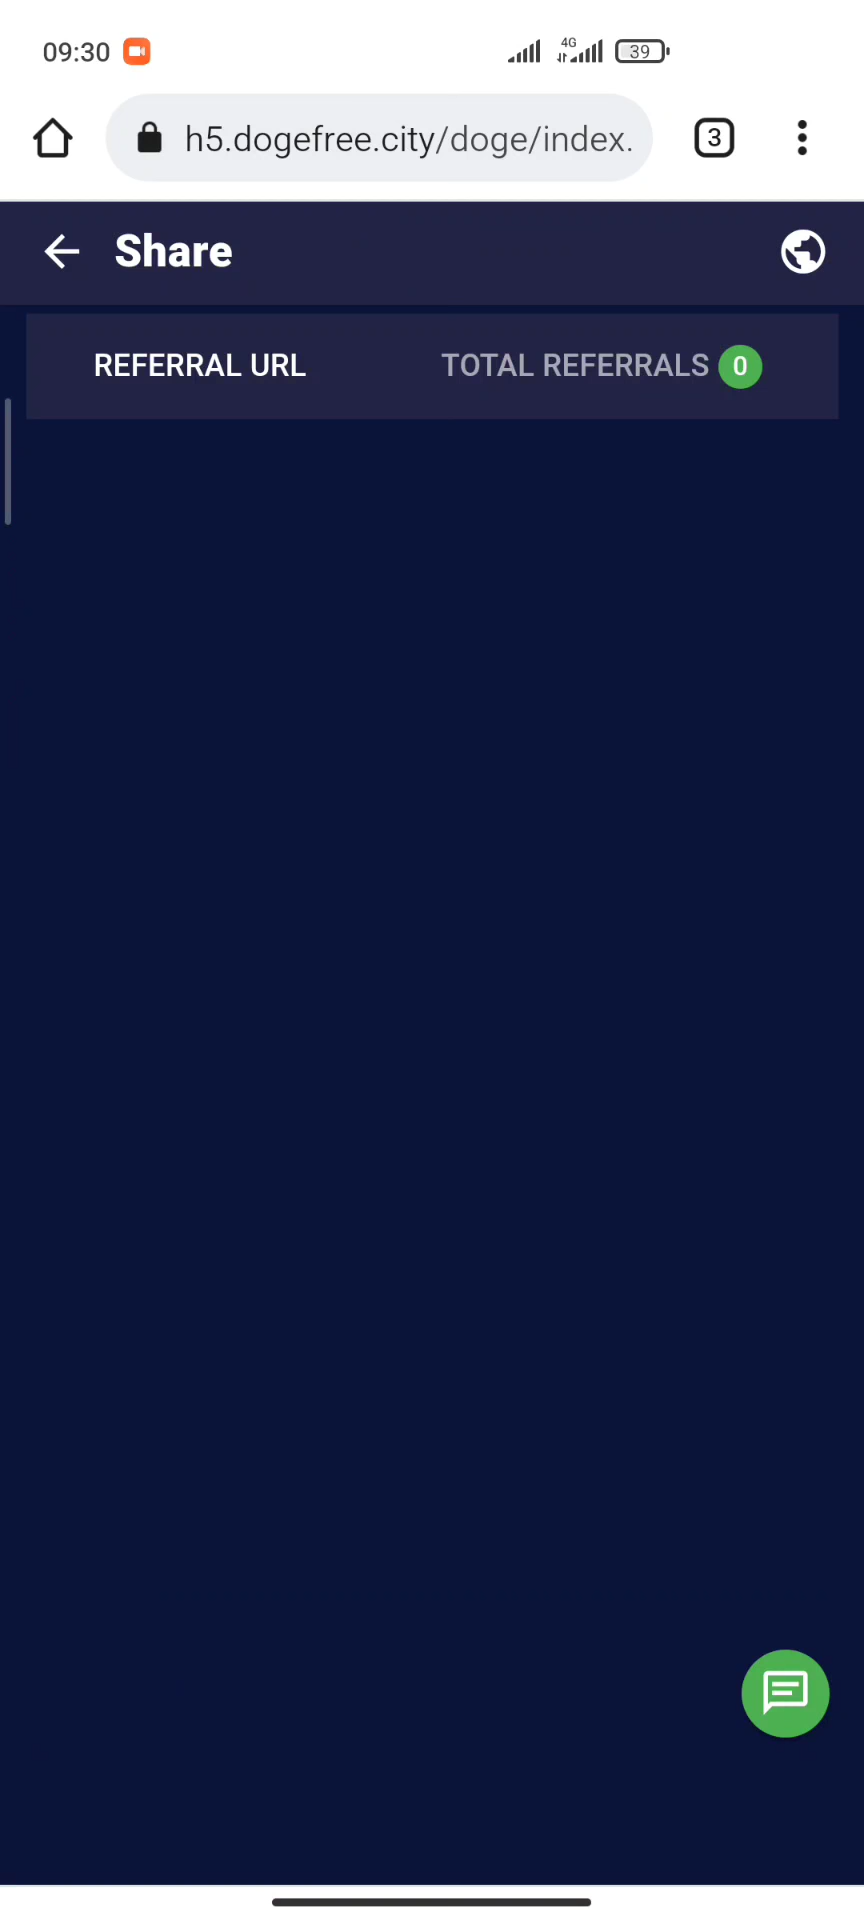 09:30
4G
39
h5.dogefree.city/doge/index.
3
Share
REFERRAL URL
TOTAL REFERRALS 0